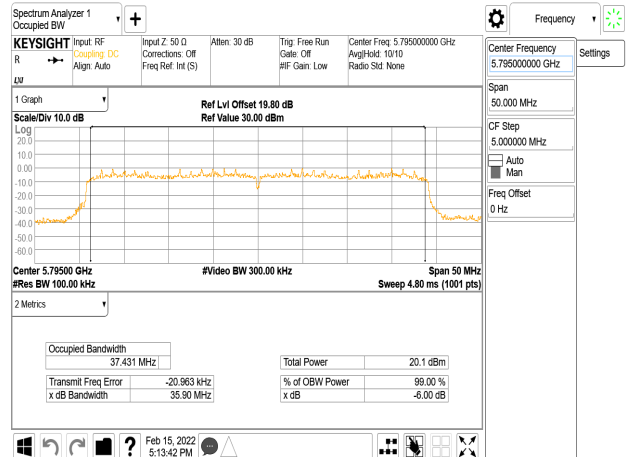 Spectrum Analyzer 1
Occupied BW
Frequency
KEYSIGHT
R
Input: RF
Coupling: DC
Align: Auto
Input Z: 50 Ω
Corrections: Off
Freq Ref: Int (S)
Atten: 30 dB
Trig: Free Run
Gate: Off
#IF Gain: Low
Center Freq: 5.795000000 GHz
Avg|Hold: 10/10
Radio Std: None
Center Frequency
5.795000000 GHz
Settings
Span
50.000 MHz
CF Step
5.000000 MHz
Auto
Man
Freq Offset
0 Hz
1 Graph
Scale/Div 10.0 dB
Ref Lvl Offset 19.80 dB
Ref Value 30.00 dBm
Log
20.0
10.0
0.00
-10.0
-20.0
-30.0
-40.0
-50.0
-60.0
Center 5.79500 GHz
#Video BW 300.00 kHz
Span 50 MHz
#Res BW 100.00 kHz
Sweep 4.80 ms (1001 pts)
2 Metrics
Occupied Bandwidth
37.431 MHz
Total Power 20.1 dBm
Transmit Freq Error -20.963 kHz
% of OBW Power 99.00 %
x dB Bandwidth 35.90 MHz
x dB -6.00 dB
?
Feb 15, 2022
5:13:42 PM